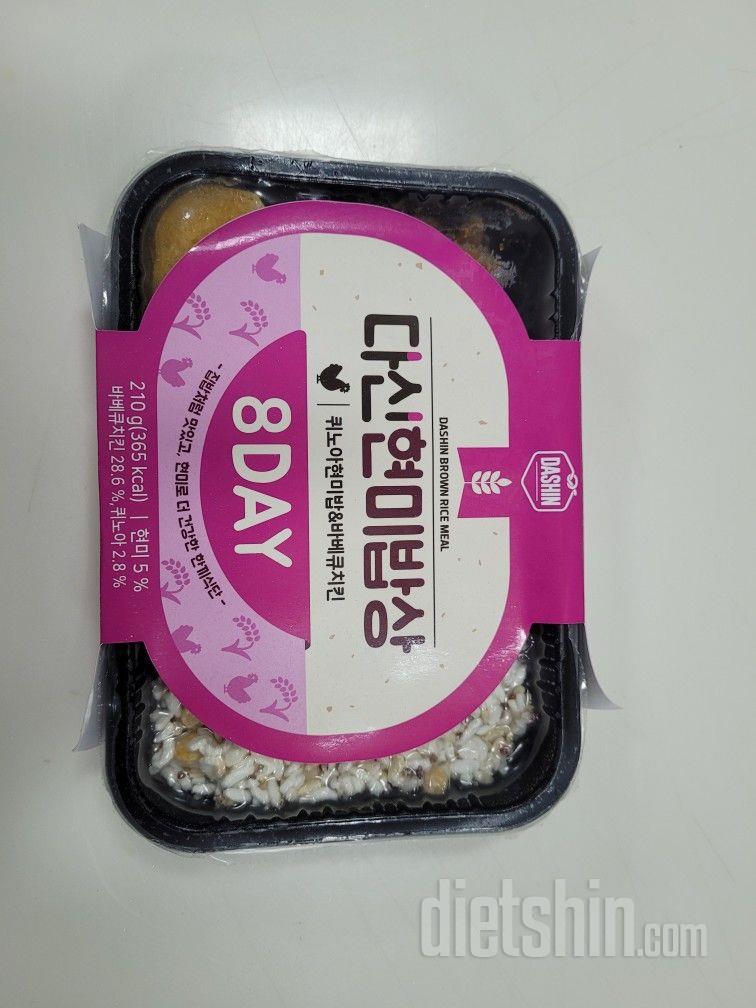 DASHIN
DASHIN BROWN RICE MEAL
다신현미밥상
퀴노아현미밥&바베큐치킨
8DAY
~ 집밥처럼 맛있고, 현미로 더 건강한 한끼식단 ~
210 g(365 kcal) | 현미 5 %
바베큐치킨 28.6 %, 퀴노아 2.8 %
dietshin.com